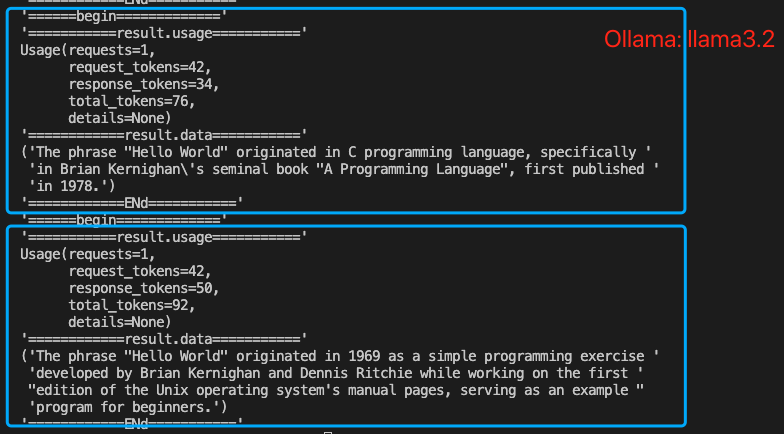 '============ENd==========='
'======begin============='
'===========result.usage==========='
Usage(requests=1,
request_tokens=42,
response_tokens=34,
total_tokens=76,
details=None)
'============result.data==========='
('The phrase "Hello World" originated in C programming language, specifically '
'in Brian Kernighan\'s seminal book "A Programming Language", first published '
'in 1978.')
'============ENd==========='
'======begin============='
'===========result.usage==========='
Usage(requests=1,
request_tokens=42,
response_tokens=50,
total_tokens=92,
details=None)
'============result.data==========='
('The phrase "Hello World" originated in 1969 as a simple programming exercise '
'developed by Brian Kernighan and Dennis Ritchie while working on the first '
"edition of the Unix operating system's manual pages, serving as an example "
'program for beginners.')
'============ENd==========='
Ollama: llama3.2